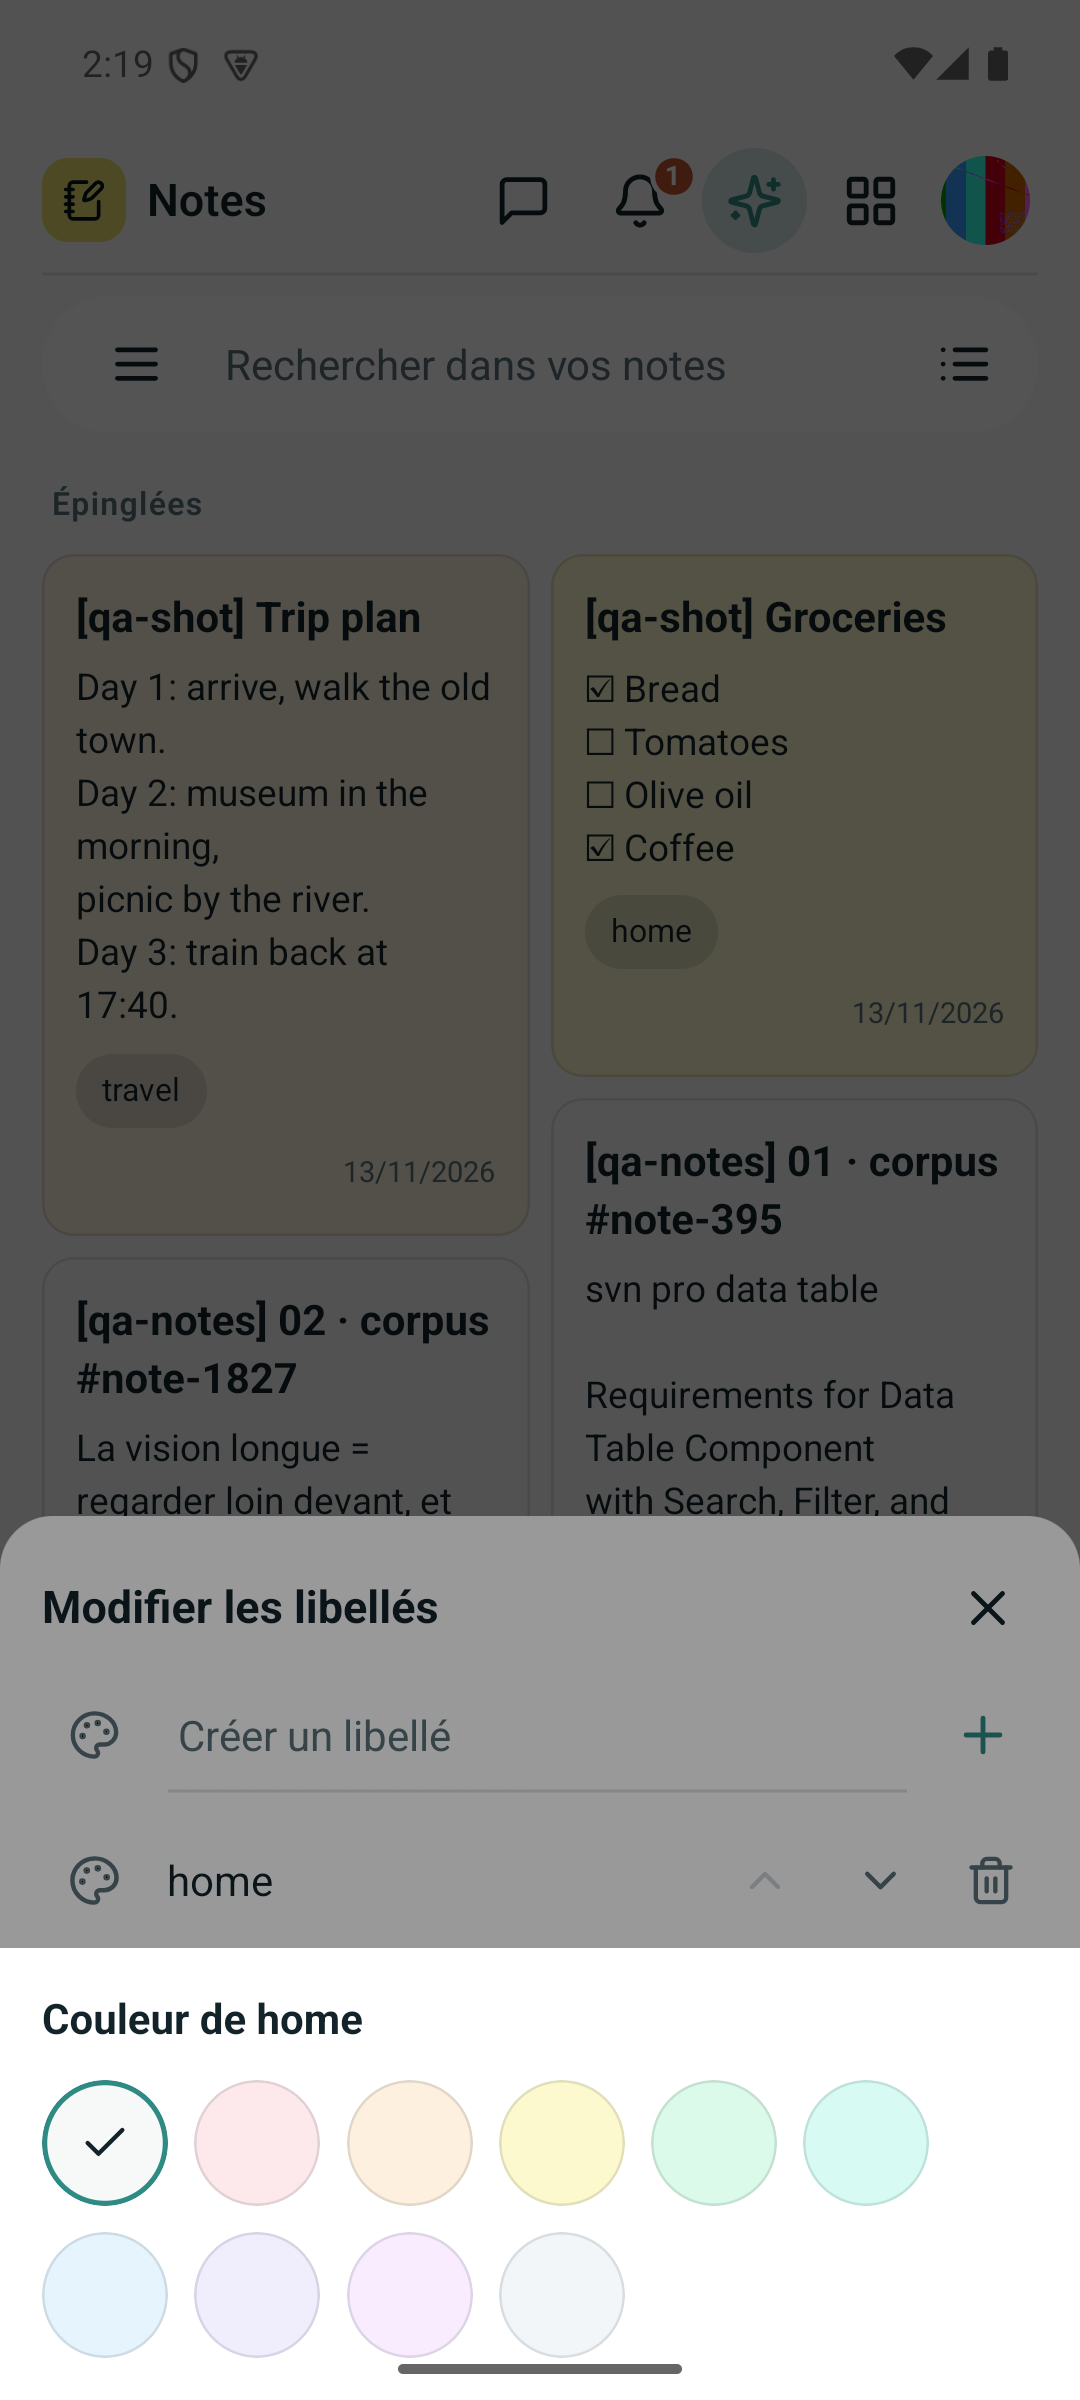 2:19
Notes
1
Rechercher dans vos notes
Épinglées
[qa-shot] Trip plan
Day 1: arrive, walk the old
town.
Day 2: museum in the
morning,
picnic by the river.
Day 3: train back at
17:40.
travel
13/11/2026
[qa-shot] Groceries
☑ Bread
☐ Tomatoes
☐ Olive oil
☑ Coffee
home
13/11/2026
[qa-notes] 02 · corpus
#note-1827
La vision longue =
regarder loin devant, et
[qa-notes] 01 · corpus
#note-395
svn pro data table
Requirements for Data
Table Component
with Search, Filter, and
Modifier les libellés
Créer un libellé
home
Couleur de home